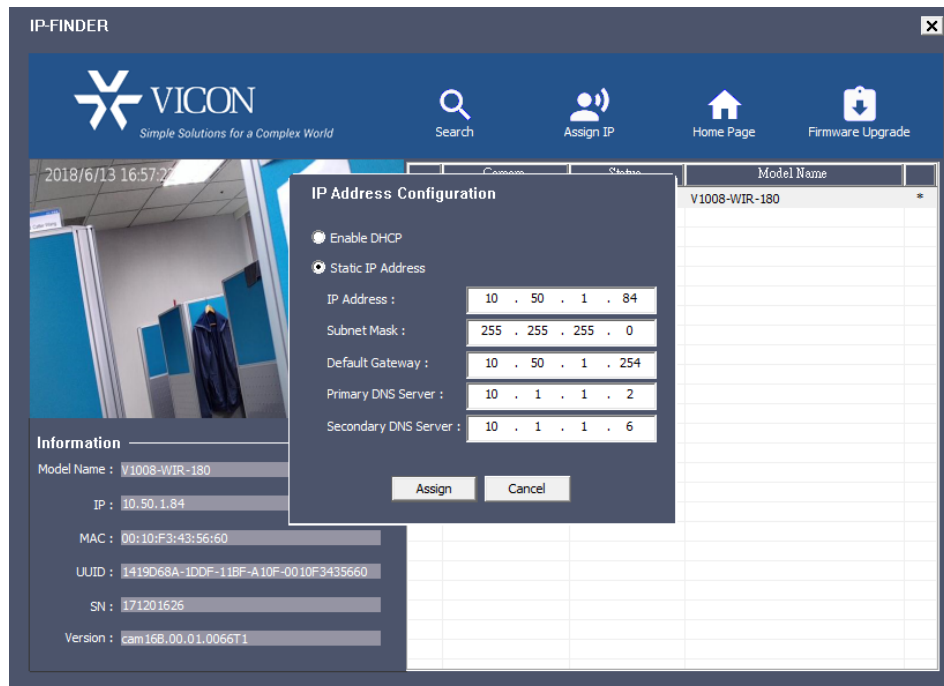 IP-FINDER
VICON
Simple Solutions for a Complex World
Search
Assign IP
Home Page
Firmware Upgrade
2018/6/13 16:57:2
Camera Status Model Name
V1008-WIR-180 *
IP Address Configuration
Enable DHCP
Static IP Address
IP Address : 10 . 50 . 1 . 84
Subnet Mask : 255 . 255 . 255 . 0
Default Gateway : 10 . 50 . 1 . 254
Primary DNS Server : 10 . 1 . 1 . 2
Secondary DNS Server : 10 . 1 . 1 . 6
Assign Cancel
Information
Model Name : V1008-WIR-180
IP : 10.50.1.84
MAC : 00:10:F3:43:56:60
UUID : 1419D68A-1DDF-11BF-A10F-0010F3435660
SN : 171201626
Version : cam16B.00.01.0066T1